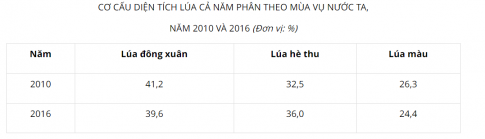 CƠ CẤU DIỆN TÍCH LÚA CẢ NĂM PHÂN THEO MÙA VỤ NƯỚC TA,
NĂM 2010 VÀ 2016 (Đơn vị: %)
Năm Lúa đông xuân Lúa hè thu Lúa màu
2010 41,2 32,5 26,3
2016 39,6 36,0 24,4